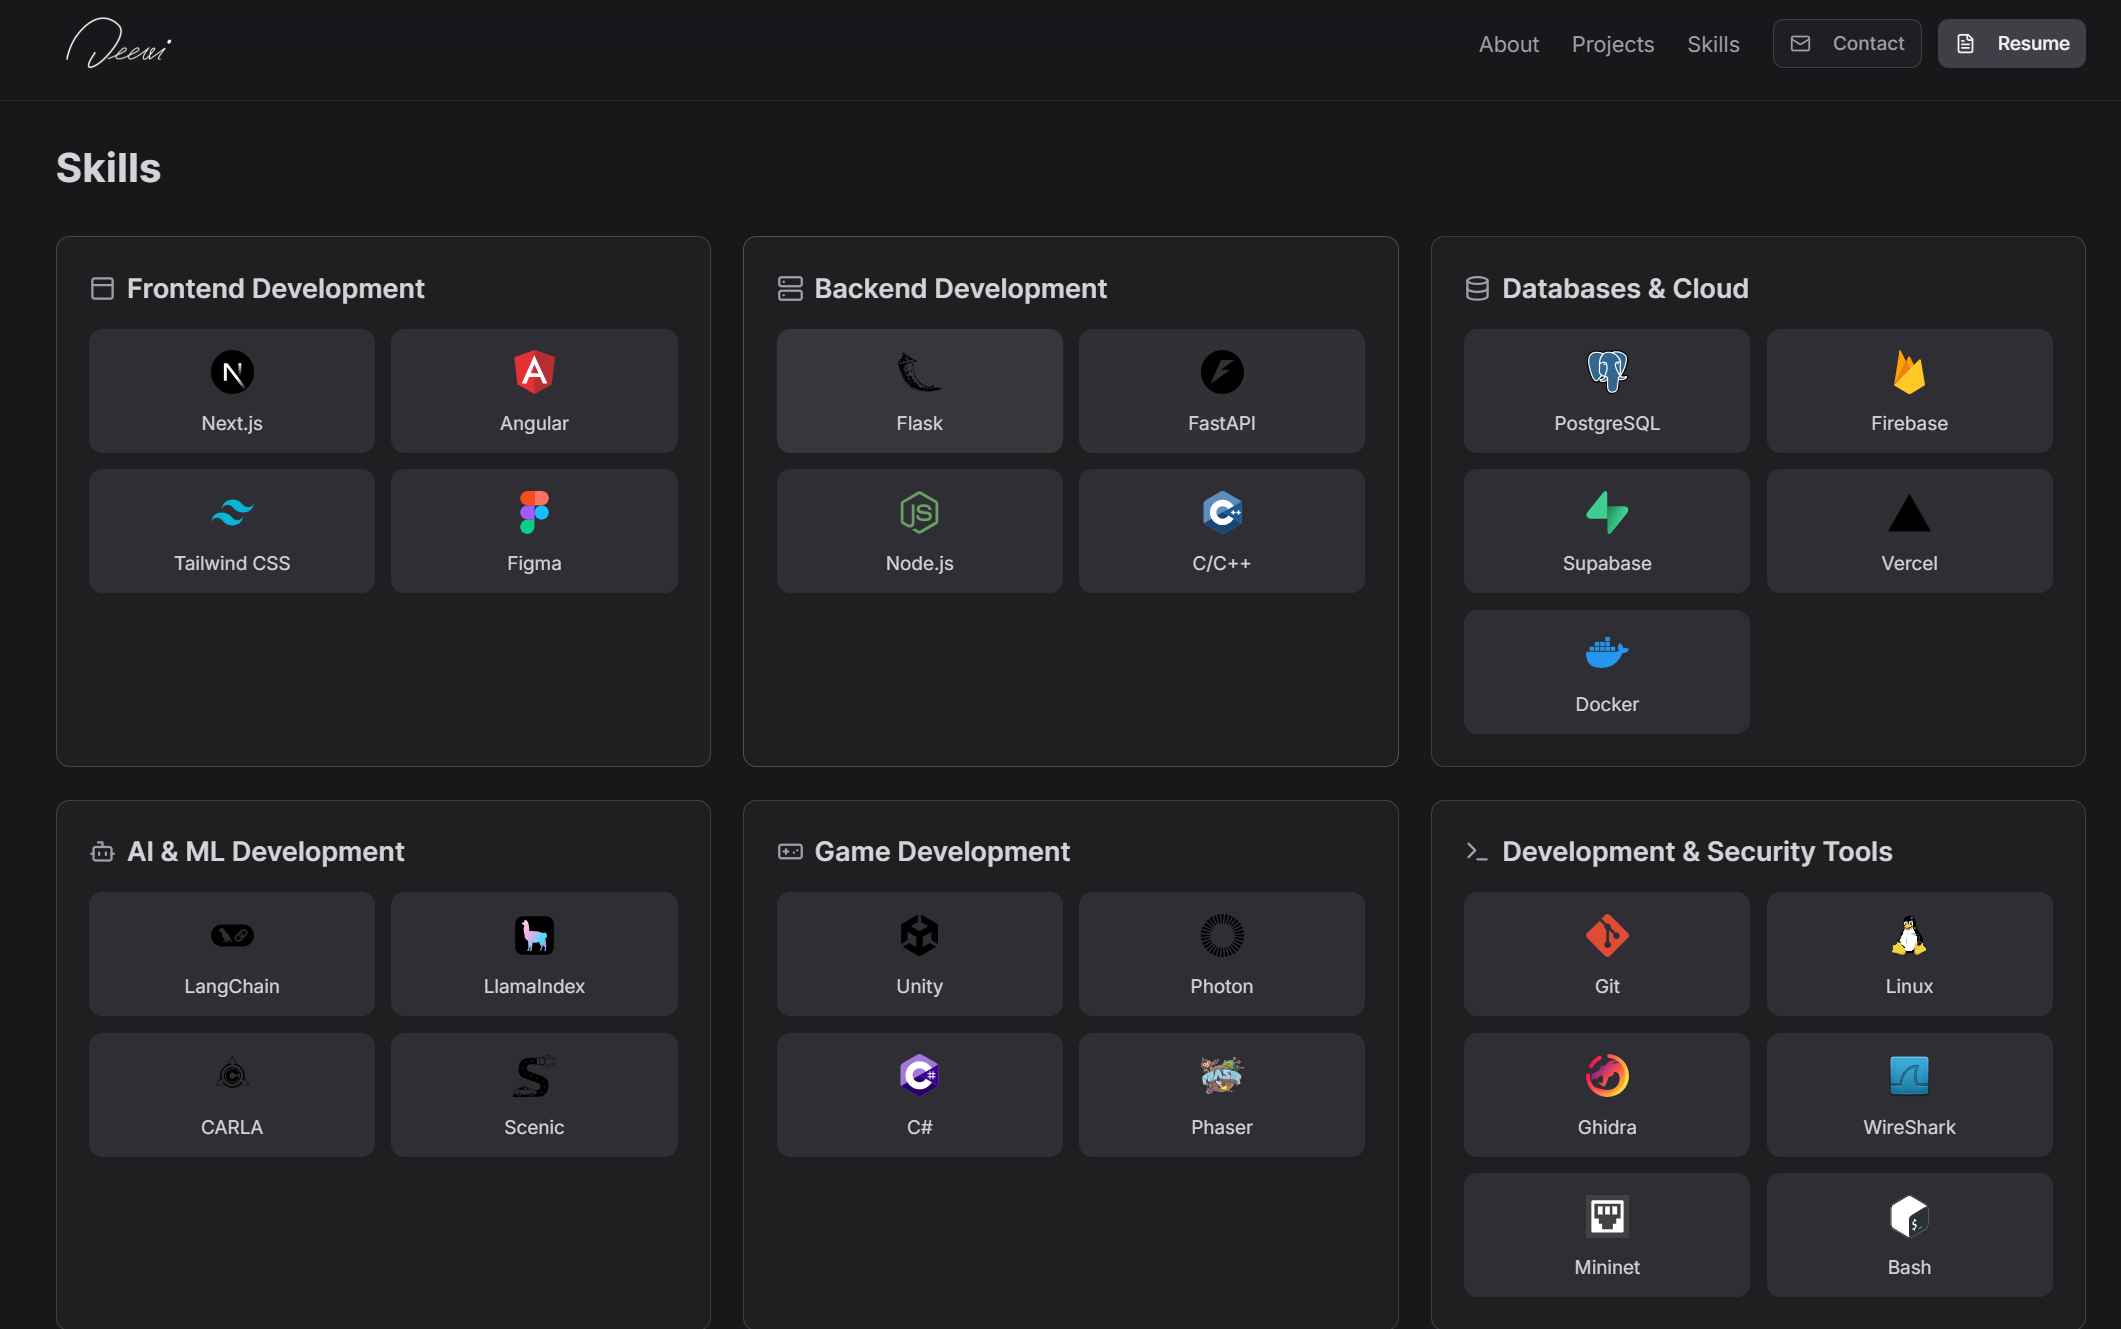 Deewi
About Projects Skills Contact Resume
Skills
Frontend Development
Next.js Angular
Tailwind CSS Figma
Backend Development
Flask FastAPI
Node.js C/C++
Databases & Cloud
PostgreSQL Firebase
Supabase Vercel
Docker
AI & ML Development
LangChain LlamaIndex
CARLA Scenic
Game Development
Unity Photon
C# Phaser
Development & Security Tools
Git Linux
Ghidra WireShark
Mininet Bash